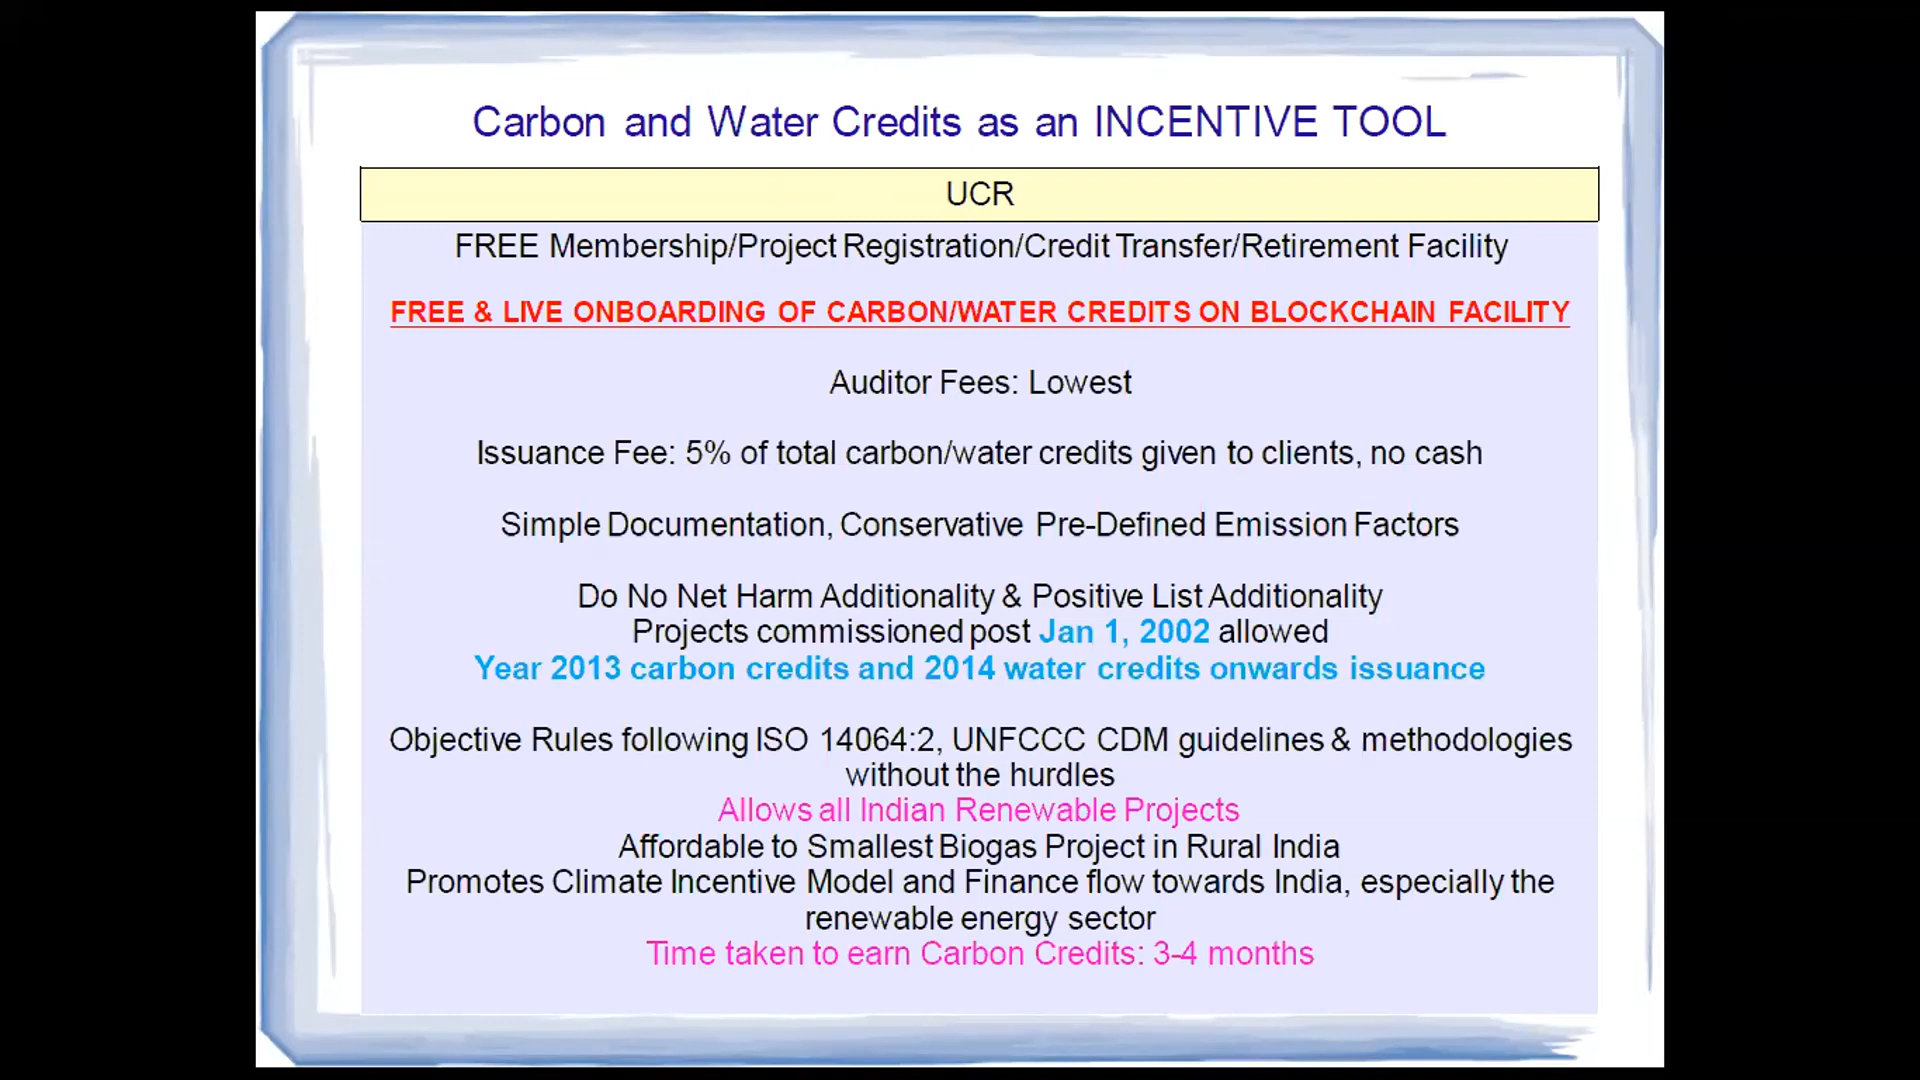 Carbon and Water Credits as an INCENTIVE TOOL
UCR
FREE Membership/Project Registration/Credit Transfer/Retirement Facility
FREE & LIVE ONBOARDING OF CARBON/WATER CREDITS ON BLOCKCHAIN FACILITY
Auditor Fees: Lowest
Issuance Fee: 5% of total carbon/water credits given to clients, no cash
Simple Documentation, Conservative Pre-Defined Emission Factors
Do No Net Harm Additionality & Positive List Additionality
Projects commissioned post Jan 1, 2002 allowed
Year 2013 carbon credits and 2014 water credits onwards issuance
Objective Rules following ISO 14064:2, UNFCCC CDM guidelines & methodologies
without the hurdles
Allows all Indian Renewable Projects
Affordable to Smallest Biogas Project in Rural India
Promotes Climate Incentive Model and Finance flow towards India, especially the
renewable energy sector
Time taken to earn Carbon Credits: 3-4 months